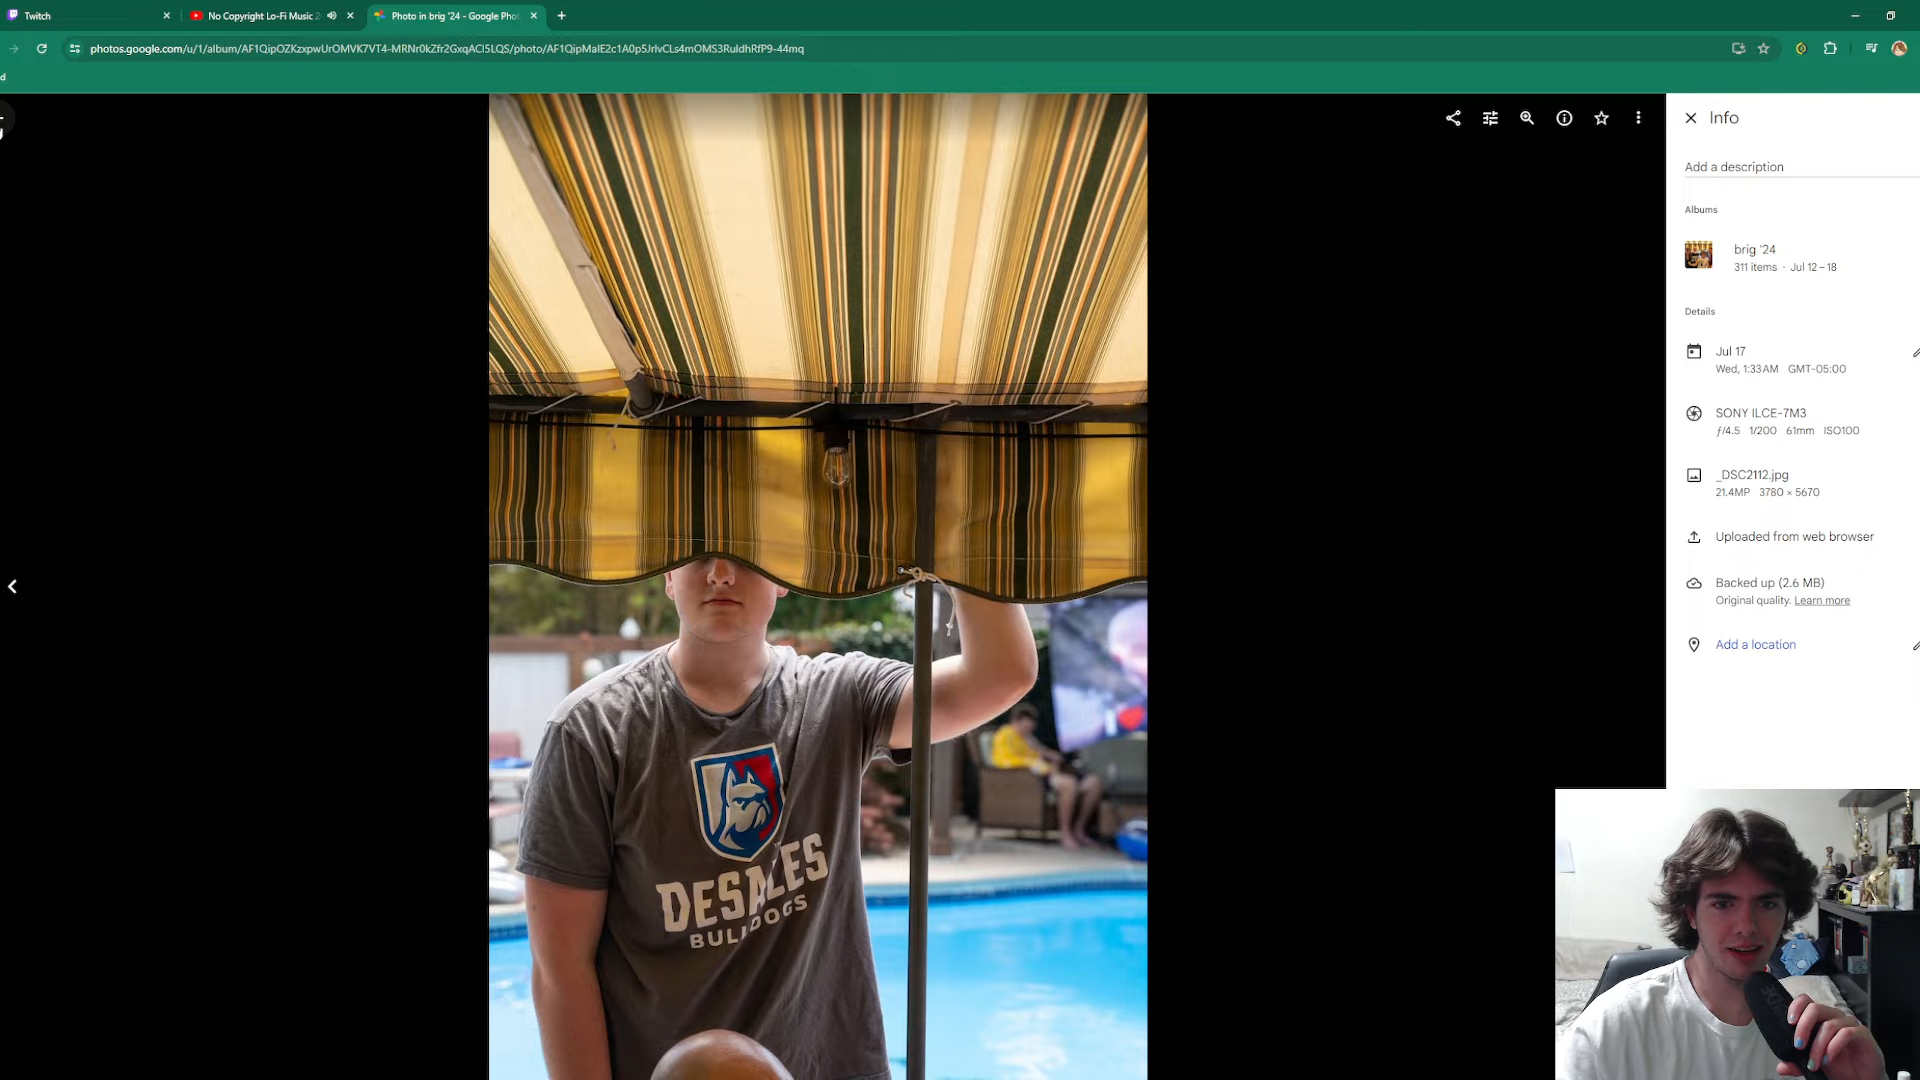 Twitch
No Copyright Lo-Fi Music 2
Photo in brig '24 - Google Pho
photos.google.com/u/1/album/AF1QipOZKzxpwUrOMVK7VT4-MRNr0kZfr2GxqACl5LQS/photo/AF1QipMalE2c1A0p5JrlvCLs4mOMS3RuldhRfP9-44mq
d
Info
Add a description
Albums
brig '24
311 items · Jul 12 – 18
Details
Jul 17
Wed, 1:33 AM GMT-05:00
SONY ILCE-7M3
ƒ/4.5 1/200 61mm ISO100
_DSC2112.jpg
21.4MP 3780 × 5670
Uploaded from web browser
Backed up (2.6 MB)
Original quality. Learn more
Add a location
DESALES
BULLDOGS